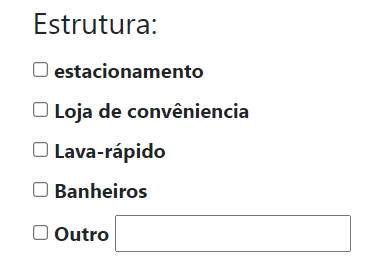 Estrutura:
estacionamento
Loja de convêniencia
Lava-rápido
Banheiros
Outro